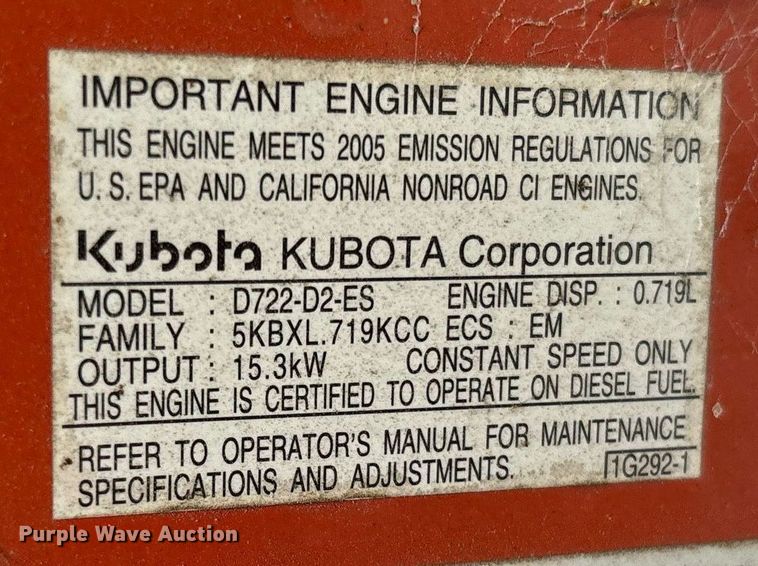 IMPORTANT ENGINE INFORMATION
THIS ENGINE MEETS 2005 EMISSION REGULATIONS FOR
U.S. EPA AND CALIFORNIA NONROAD CI ENGINES.
Kubota KUBOTA Corporation
MODEL : D722-D2-ES ENGINE DISP. : 0.719L
FAMILY : 5KBXL.719KCC ECS : EM
OUTPUT : 15.3kW CONSTANT SPEED ONLY
THIS ENGINE IS CERTIFIED TO OPERATE ON DIESEL FUEL.
REFER TO OPERATOR'S MANUAL FOR MAINTENANCE
SPECIFICATIONS AND ADJUSTMENTS. 1G292-1
Purple Wave Auction